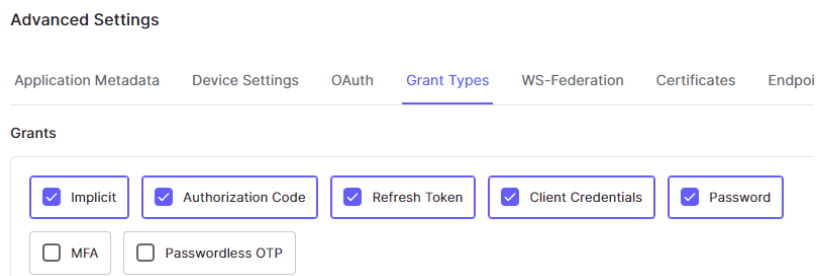 Advanced Settings
Application Metadata Device Settings OAuth Grant Types WS-Federation Certificates Endpoi
Grants
Implicit Authorization Code Refresh Token Client Credentials Password
MFA Passwordless OTP